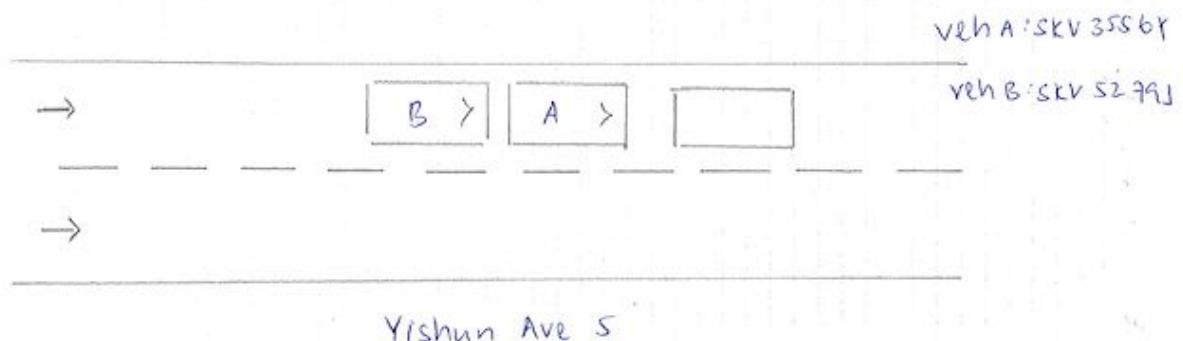 veh A: SKV 3556Y
veh B: SKV 5279J
B > A >
Yishun Ave 5